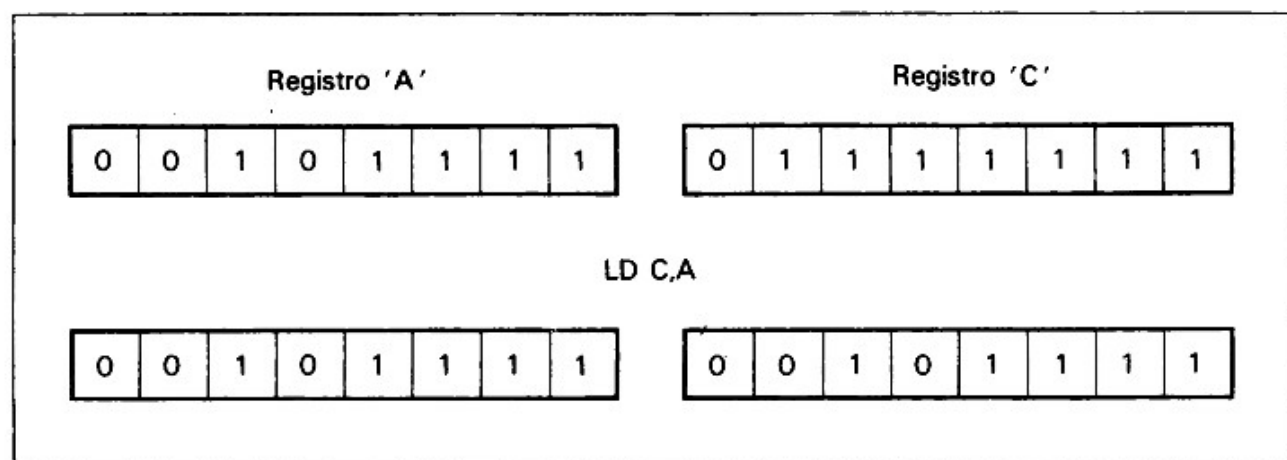 Registro 'A'
Registro 'C'
0 0 1 0 1 1 1 1
0 1 1 1 1 1 1 1
LD C,A
0 0 1 0 1 1 1 1
0 0 1 0 1 1 1 1